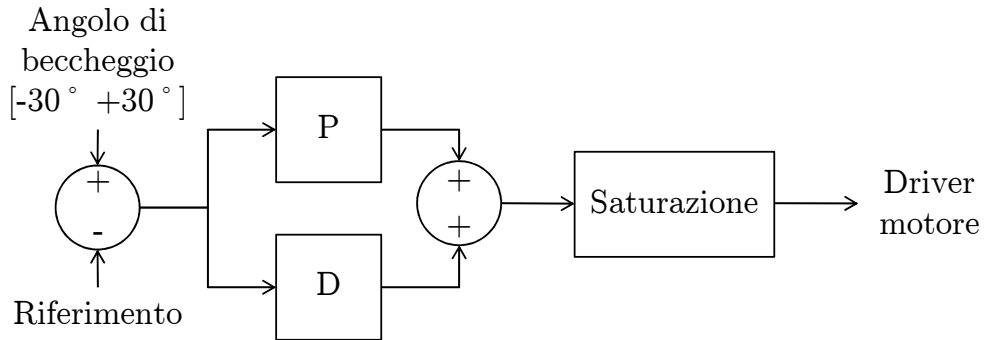 Angolo di
beccheggio
[-30° +30°]
+
-
Riferimento
P
D
+
+
Saturazione
Driver
motore